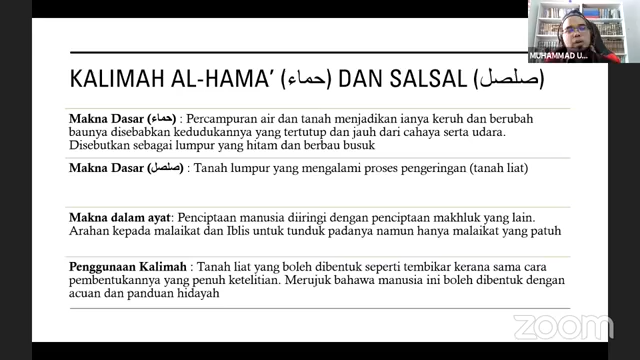 KALIMAH AL-HAMA’ (حماء) DAN SALSAL (صلصل)
MUHAMMAD U...
Makna Dasar (حماء) : Percampuran air dan tanah menjadikan ianya keruh dan berubah
baunya disebabkan kedudukannya yang tertutup dan jauh dari cahaya serta udara.
Disebutkan sebagai lumpur yang hitam dan berbau busuk
Makna Dasar (صلصل) : Tanah lumpur yang mengalami proses pengeringan (tanah liat)
Makna dalam ayat: Penciptaan manusia diiringi dengan penciptaan makhluk yang lain.
Arahan kepada malaikat dan Iblis untuk tunduk padanya namun hanya malaikat yang patuh
Penggunaan Kalimah : Tanah liat yang boleh dibentuk seperti tembikar kerana sama cara
pembentukannya yang penuh ketelitian. Merujuk bahawa manusia ini boleh dibentuk dengan
acuan dan panduan hidayah
zoom